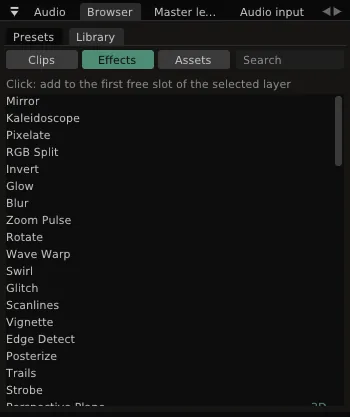 Audio Browser Master le... Audio input
Presets Library
Clips Effects Assets Search
Click: add to the first free slot of the selected layer
Mirror
Kaleidoscope
Pixelate
RGB Split
Invert
Glow
Blur
Zoom Pulse
Rotate
Wave Warp
Swirl
Glitch
Scanlines
Vignette
Edge Detect
Posterize
Trails
Strobe